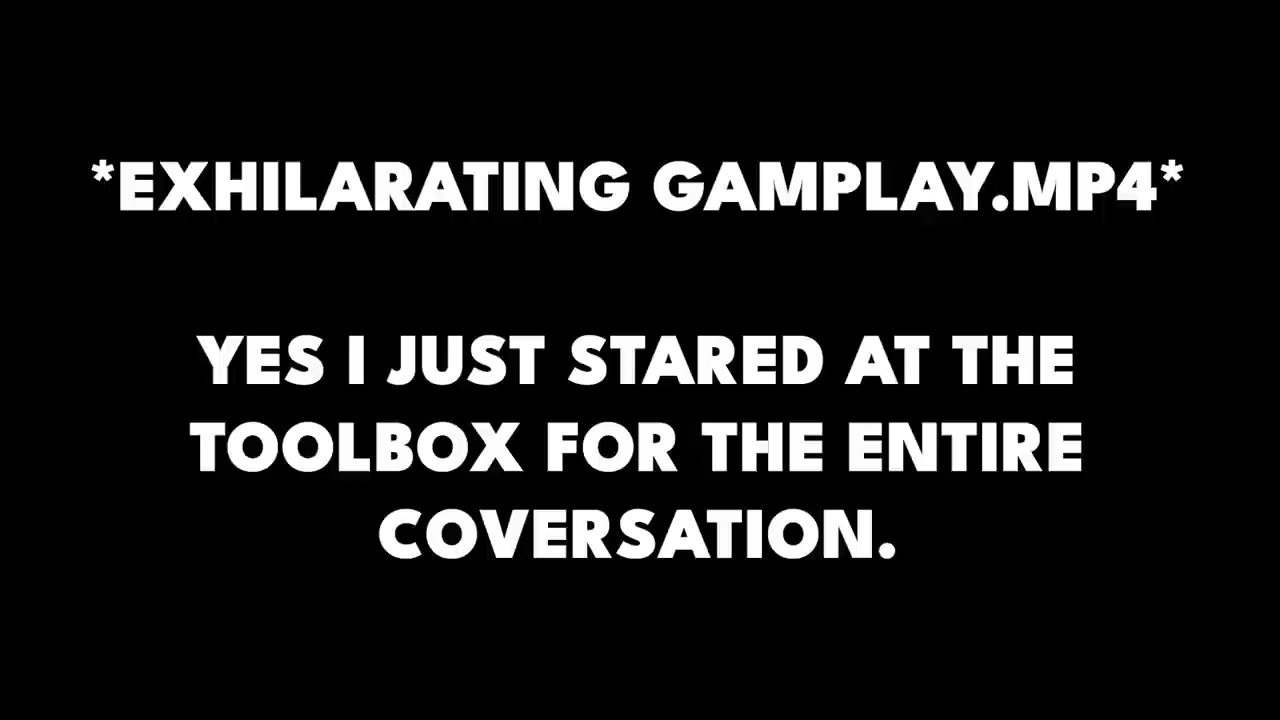 *EXHILARATING GAMPLAY.MP4*
YES I JUST STARED AT THE
TOOLBOX FOR THE ENTIRE
COVERSATION.